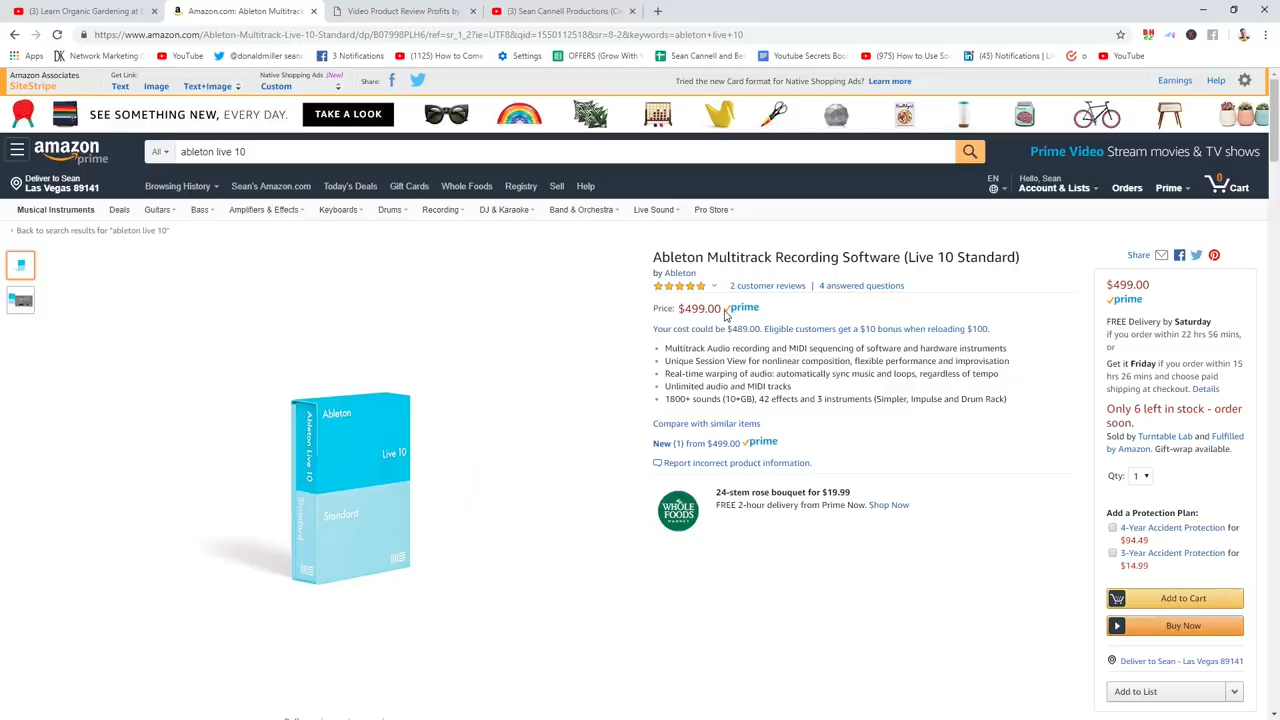 (3) Learn Organic Gardening at G
Amazon.com: Ableton Multitrack
Video Product Review Profits by
(3) Sean Cannell Productions (Cle
https://www.amazon.com/Ableton-Multitrack-Live-10-Standard/dp/B07998PLH6/ref=sr_1_2?ie=UTF8&qid=1550112518&sr=8-2&keywords=ableton+live+10
Apps
Network Marketing
YouTube
@donaldmiller sean
3 Notifications
(1125) How to Come
Settings
OFFERS (Grow With
Sean Cannell and Be
Youtube Secrets Boo
(975) How to Use So
(45) Notifications | L
o
YouTube
Amazon Associates
SiteStripe
Get Link:
Text Image Text+Image
Native Shopping Ads (New)
Custom
Share:
Tried the new Card format for Native Shopping Ads? Learn more
Earnings Help
SEE SOMETHING NEW, EVERY DAY. TAKE A LOOK
amazon prime
All ableton live 10
Prime Video Stream movies & TV shows
Deliver to Sean
Las Vegas 89141
Browsing History Sean's Amazon.com Today's Deals Gift Cards Whole Foods Registry Sell Help
EN
Hello, Sean
Account & Lists Orders Prime 0 Cart
Musical Instruments Deals Guitars Bass Amplifiers & Effects Keyboards Drums Recording DJ & Karaoke Band & Orchestra Live Sound Pro Store
‹ Back to search results for "ableton live 10"
Ableton
Ableton Live 10
Live 10
Standard
Standard
Ableton Multitrack Recording Software (Live 10 Standard)
by Ableton
2 customer reviews | 4 answered questions
Price: $499.00 prime
Your cost could be $489.00. Eligible customers get a $10 bonus when reloading $100.
• Multitrack Audio recording and MIDI sequencing of software and hardware instruments
• Unique Session View for nonlinear composition, flexible performance and improvisation
• Real-time warping of audio: automatically sync music and loops, regardless of tempo
• Unlimited audio and MIDI tracks
• 1800+ sounds (10+GB), 42 effects and 3 instruments (Simpler, Impulse and Drum Rack)
Compare with similar items
New (1) from $499.00 prime
Report incorrect product information.
WHOLE FOODS MARKET
24-stem rose bouquet for $19.99
FREE 2-hour delivery from Prime Now. Shop Now
Share
$499.00
prime
FREE Delivery by Saturday
if you order within 22 hrs 56 mins,
or
Get it Friday if you order within 15
hrs 26 mins and choose paid
shipping at checkout. Details
Only 6 left in stock - order
soon.
Sold by Turntable Lab and Fulfilled
by Amazon. Gift-wrap available.
Qty: 1
Add a Protection Plan:
4-Year Accident Protection for
$94.49
3-Year Accident Protection for
$14.99
Add to Cart
Buy Now
Deliver to Sean - Las Vegas 89141
Add to List